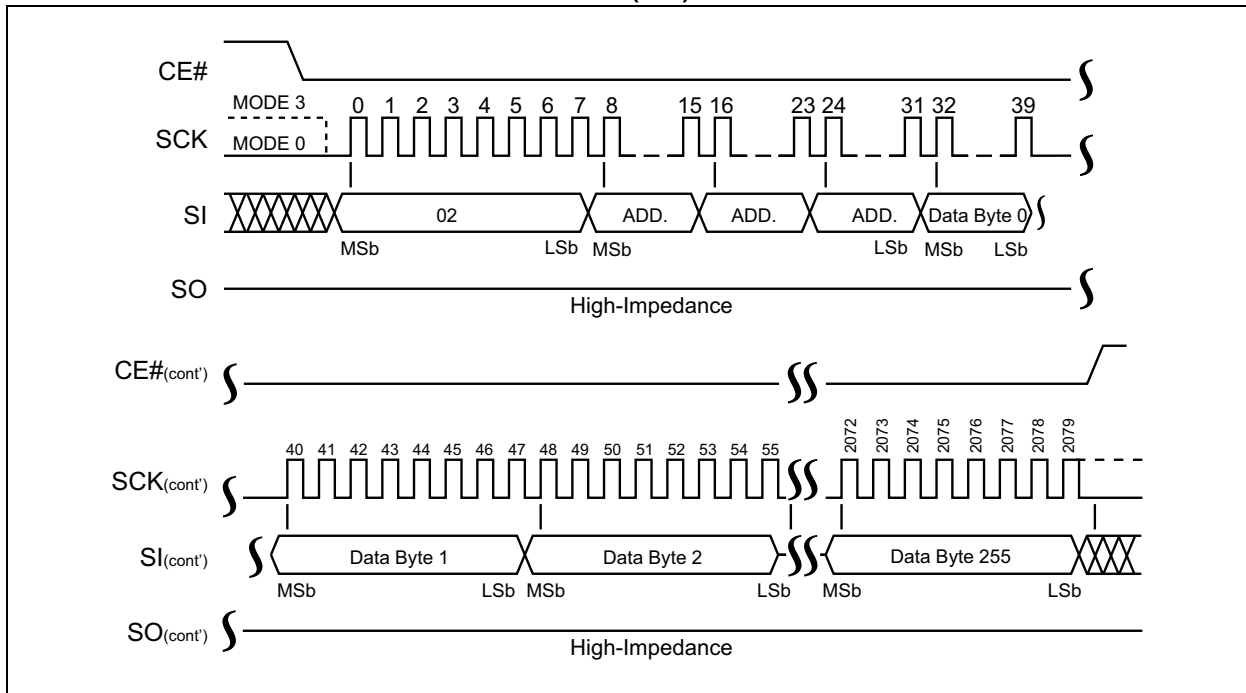 CE#
MODE 3
0 1 2 3 4 5 6 7 8 15 16 23 24 31 32 39
SCK
MODE 0
SI
02 ADD. ADD. ADD. Data Byte 0
MSb LSb MSb LSb MSb LSb
SO
High-Impedance
CE#(cont')
40 41 42 43 44 45 46 47 48 49 50 51 52 53 54 55 2072 2073 2074 2075 2076 2077 2078 2079
SCK(cont')
SI(cont') Data Byte 1 Data Byte 2 Data Byte 255
MSb LSb MSb LSb MSb LSb
SO(cont')
High-Impedance